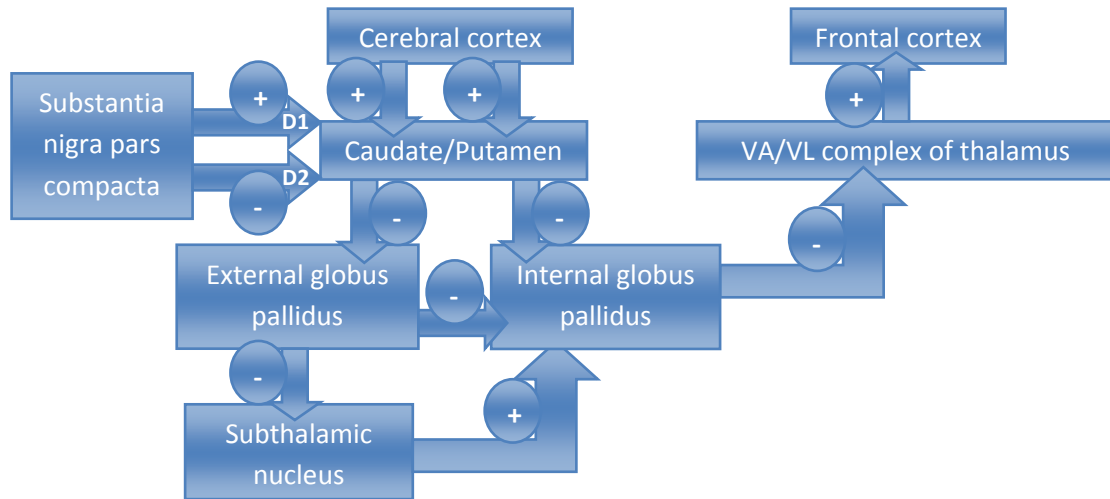 Cerebral cortex
Frontal cortex
Substantia
nigra pars
compacta
+
+
+
+
D1
Caudate/Putamen
VA/VL complex of thalamus
D2
-
-
-
-
External globus
pallidus
-
Internal globus
pallidus
-
+
Subthalamic
nucleus